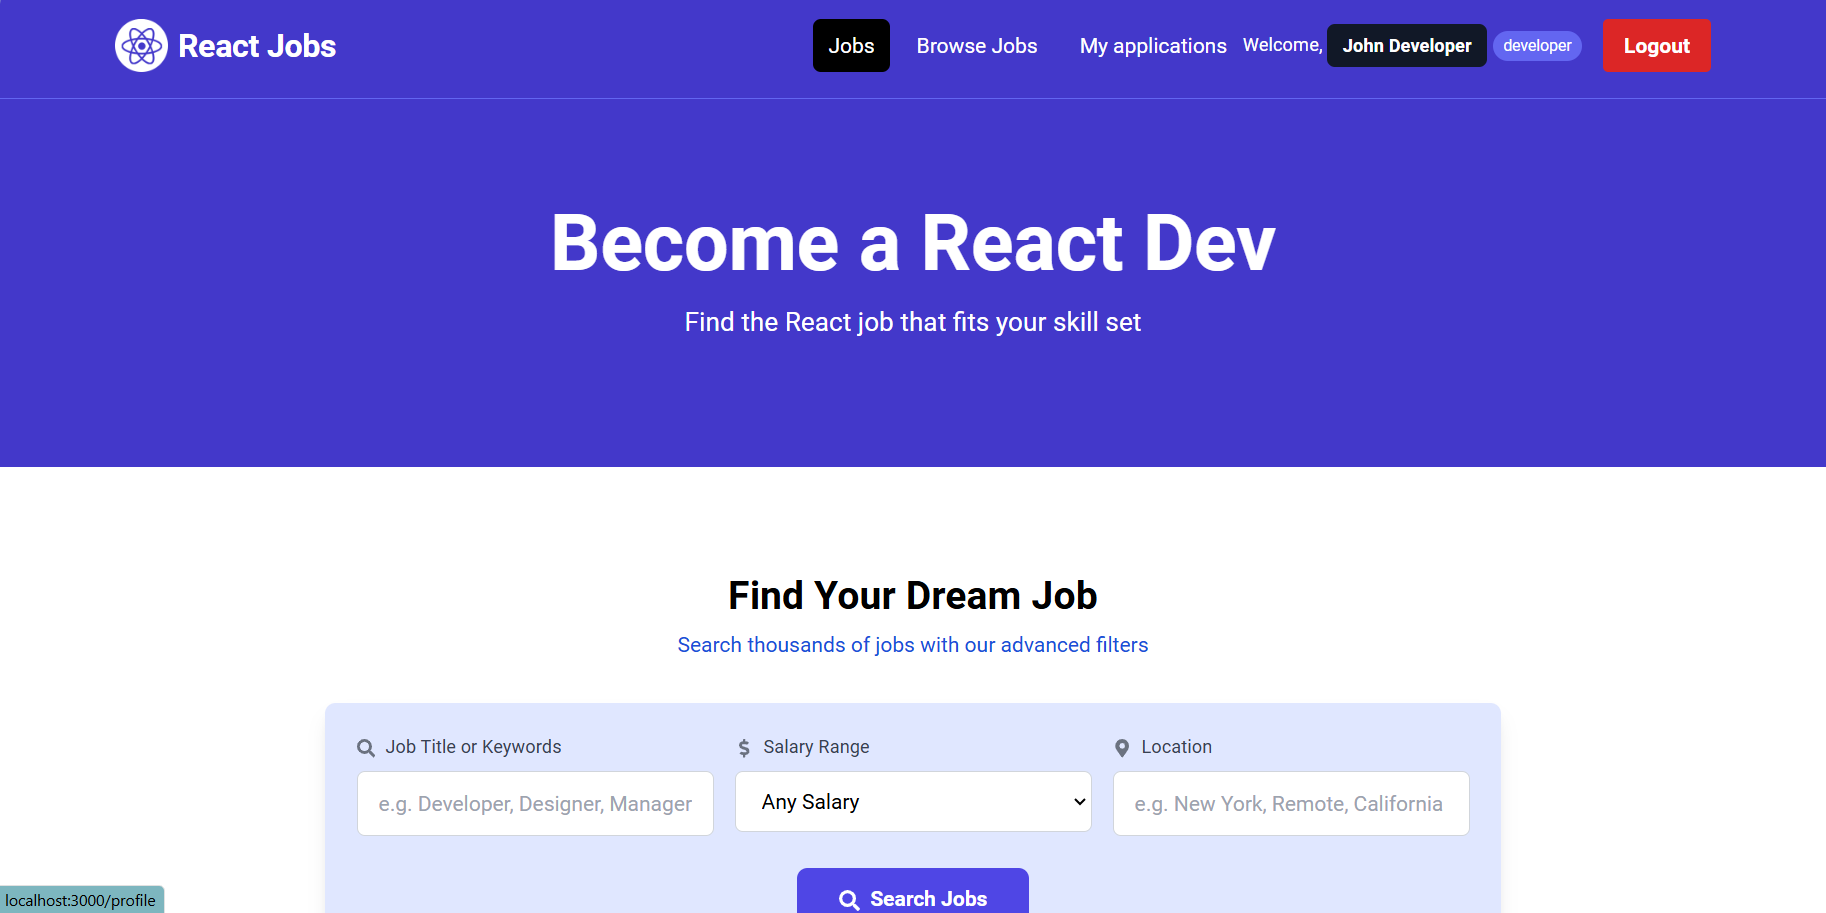 React Jobs
Jobs
Browse Jobs
My applications
Welcome,
John Developer
developer
Logout
Become a React Dev
Find the React job that fits your skill set
Find Your Dream Job
Search thousands of jobs with our advanced filters
Job Title or Keywords
Salary Range
Location
e.g. Developer, Designer, Manager
Any Salary
e.g. New York, Remote, California
Search Jobs
localhost:3000/profile